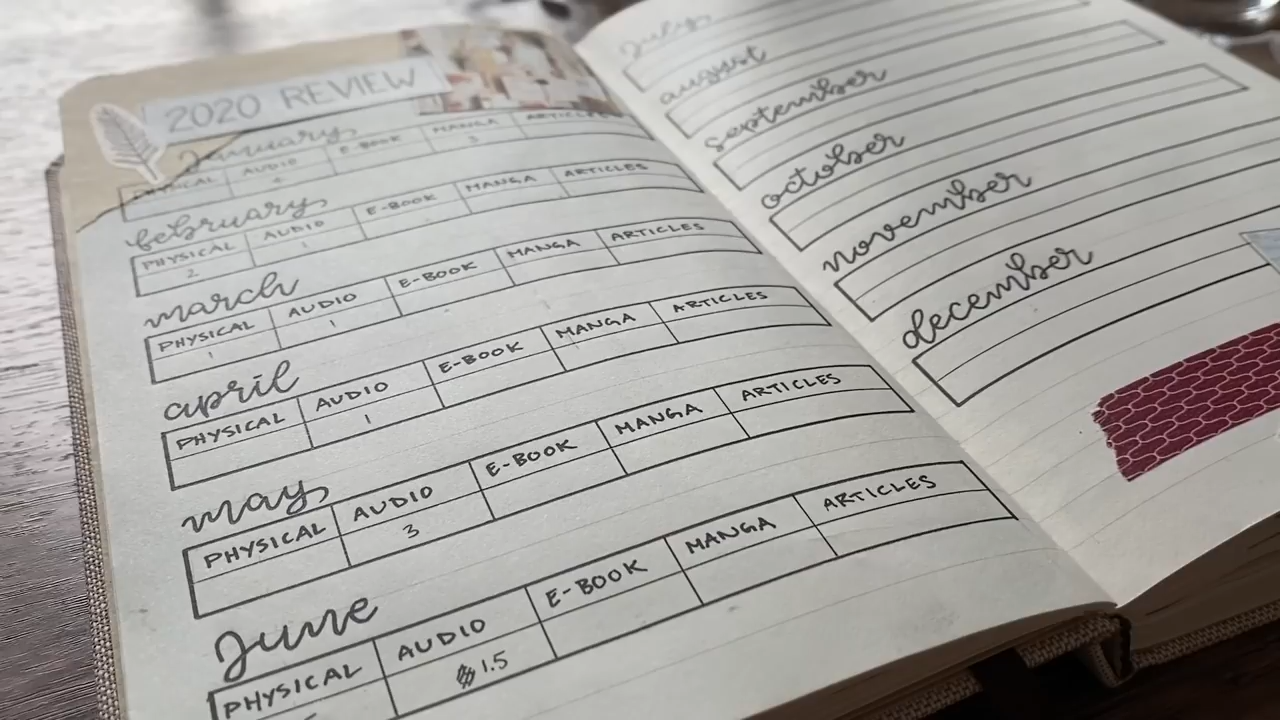 2020 REVIEW
January
PHYSICAL AUDIO E-BOOK MANGA ARTICLES
february
PHYSICAL AUDIO E-BOOK MANGA ARTICLES
2 1
march
PHYSICAL AUDIO E-BOOK MANGA ARTICLES
1 1
april
PHYSICAL AUDIO E-BOOK MANGA ARTICLES
1
may
PHYSICAL AUDIO E-BOOK MANGA ARTICLES
3
June
PHYSICAL AUDIO E-BOOK MANGA ARTICLES
1.5
July
august
september
october
november
december